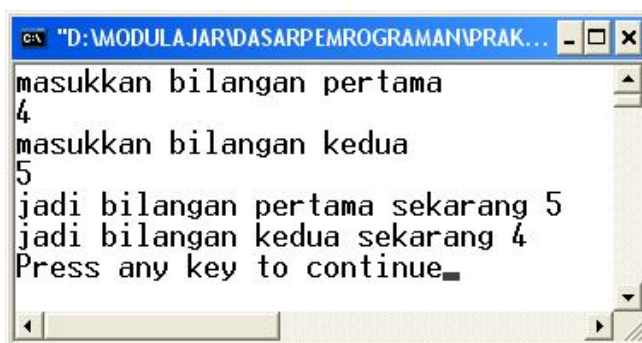 "D:\MODULAJAR\DASARPEMROGRAMAN\PRAK...
masukkan bilangan pertama
4
masukkan bilangan kedua
5
jadi bilangan pertama sekarang 5
jadi bilangan kedua sekarang 4
Press any key to continue